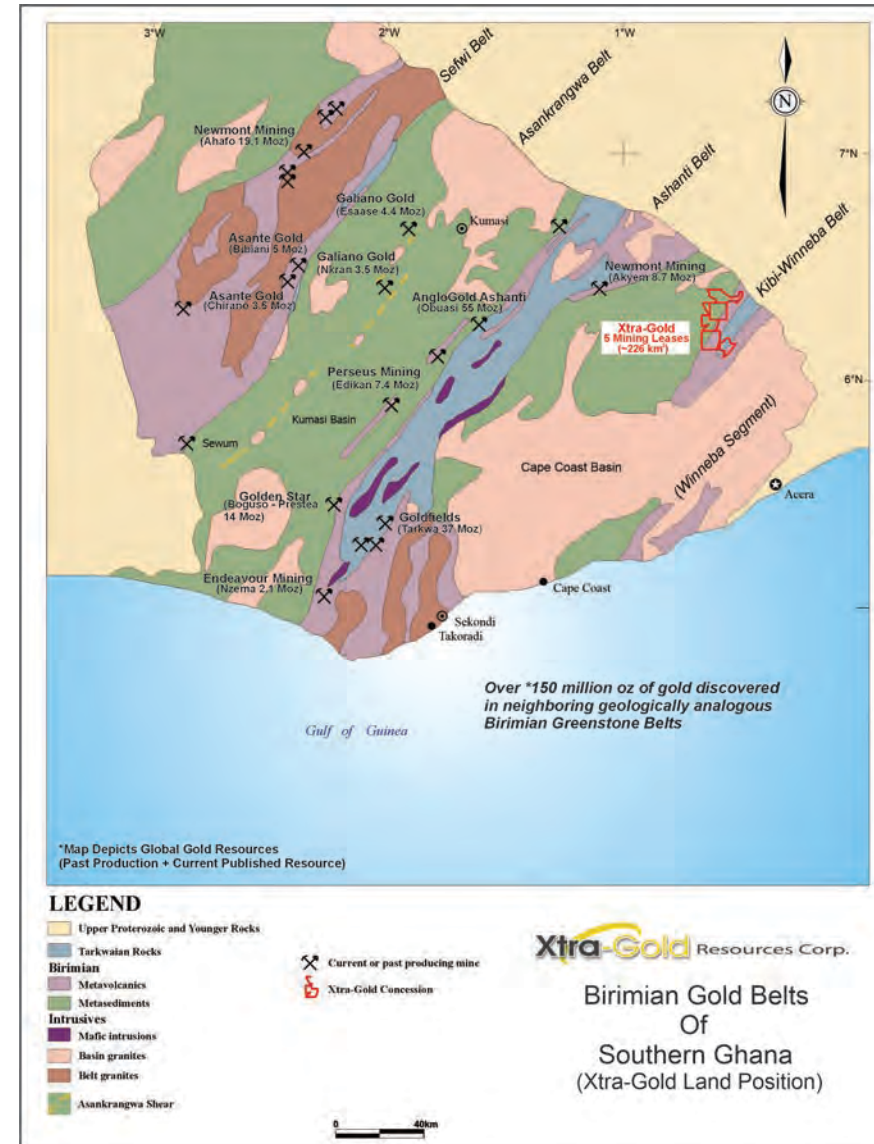 3°W
2°W
1°W
Sefwi Belt
Asankrangwa Belt
Ashanti Belt
Kibi-Winneba Belt
N
7°N
Newmont Mining
(Ahafo 19.1 Moz)
Galiano Gold
(Esaase 4.4 Moz)
Kumasi
Asante Gold
(Bibiani 5 Moz)
Galiano Gold
(Nkran 3.5 Moz)
Newmont Mining
(Akyem 8.7 Moz)
Asante Gold
(Chirano 3.5 Moz)
AngloGold Ashanti
(Obuasi 55 Moz)
Xtra-Gold
5 Mining Leases
(~226 km²)
Perseus Mining
(Edikan 7.4 Moz)
6°N
Kumasi Basin
Sewum
Cape Coast Basin
(Winneba Segment)
Accra
Golden Star
(Boguso - Prestea
14 Moz)
Goldfields
(Tarkwa 37 Moz)
Endeavour Mining
(Nzema 2.1 Moz)
Cape Coast
Sekondi
Takoradi
Over *150 million oz of gold discovered
in neighboring geologically analogous
Birimian Greenstone Belts
Gulf of Guinea
*Map Depicts Global Gold Resources
(Past Production + Current Published Resource)
LEGEND
Upper Proterozoic and Younger Rocks
Tarkwaian Rocks
Birimian
Metavolcanics
Metasediments
Intrusives
Mafic intrusions
Basin granites
Belt granites
Asankrangwa Shear
Current or past producing mine
Xtra-Gold Concession
0 40km
Xtra-Gold Resources Corp.
Birimian Gold Belts
Of
Southern Ghana
(Xtra-Gold Land Position)